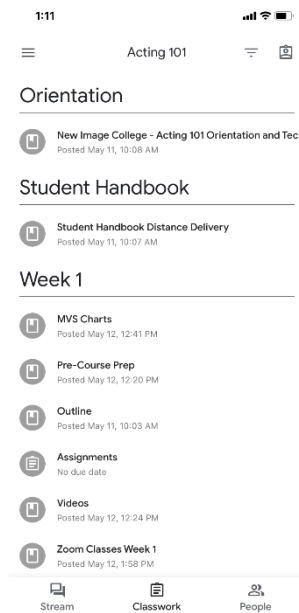 1:11
Acting 101
Orientation
New Image College - Acting 101 Orientation and Tec
Posted May 11, 10:08 AM
Student Handbook
Student Handbook Distance Delivery
Posted May 11, 10:07 AM
Week 1
MVS Charts
Posted May 12, 12:41 PM
Pre-Course Prep
Posted May 12, 12:20 PM
Outline
Posted May 11, 10:03 AM
Assignments
No due date
Videos
Posted May 12, 12:24 PM
Zoom Classes Week 1
Posted May 12, 1:58 PM
Stream Classwork People